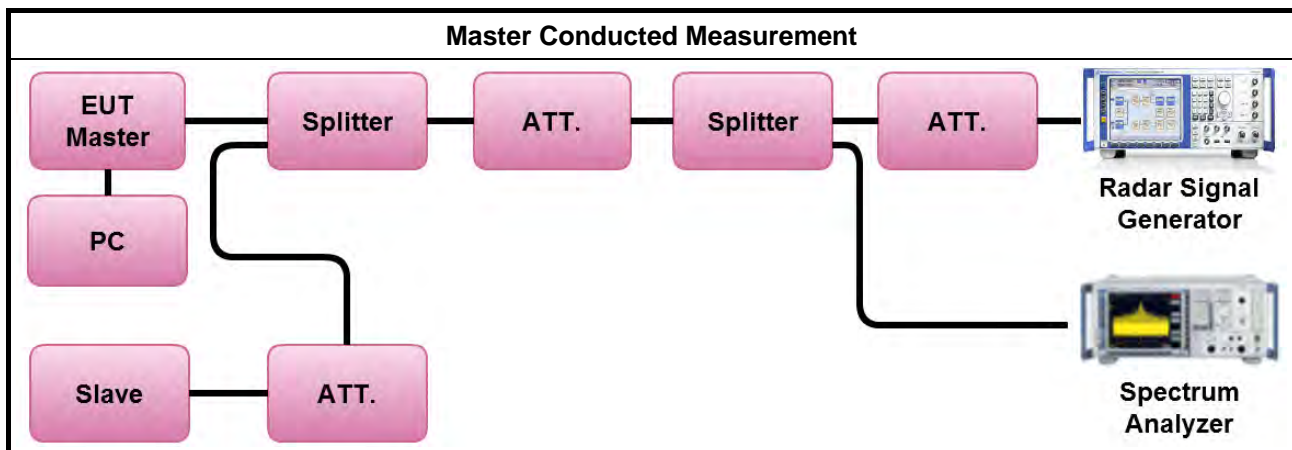 Master Conducted Measurement
EUT
Master
Splitter
ATT.
Splitter
ATT.
Radar Signal
Generator
PC
Slave
ATT.
Spectrum
Analyzer